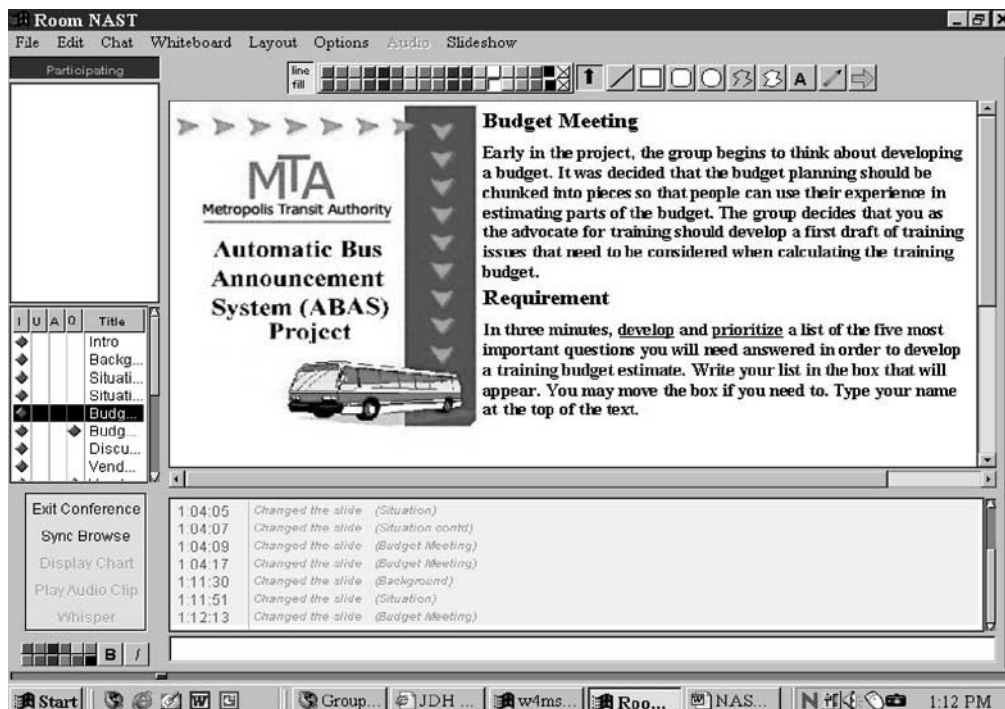 Room NAST
File Edit Chat Whiteboard Layout Options Audio Slideshow
Participating
line
fill
A
MTA
Metropolis Transit Authority
Automatic Bus
Announcement
System (ABAS)
Project
Budget Meeting
Early in the project, the group begins to think about developing
a budget. It was decided that the budget planning should be
chunked into pieces so that people can use their experience in
estimating parts of the budget. The group decides that you as
the advocate for training should develop a first draft of training
issues that need to be considered when calculating the training
budget.
Requirement
In three minutes, develop and prioritize a list of the five most
important questions you will need answered in order to develop
a training budget estimate. Write your list in the box that will
appear. You may move the box if you need to. Type your name
at the top of the text.
I U A Q Title
Intro
Backg...
Situati...
Situati...
Budg...
Budg...
Discu...
Vend...
Exit Conference
Sync Browse
Display Chart
Play Audio Clip
Whisper
1:04:05 Changed the slide (Situation)
1:04:07 Changed the slide (Situation contd)
1:04:09 Changed the slide (Budget Meeting)
1:04:17 Changed the slide (Budget Meeting)
1:11:30 Changed the slide (Background)
1:11:51 Changed the slide (Situation)
1:12:13 Changed the slide (Budget Meeting)
B I
Start Group... JDH ... w4ms... Roo... NAS... 1:12 PM